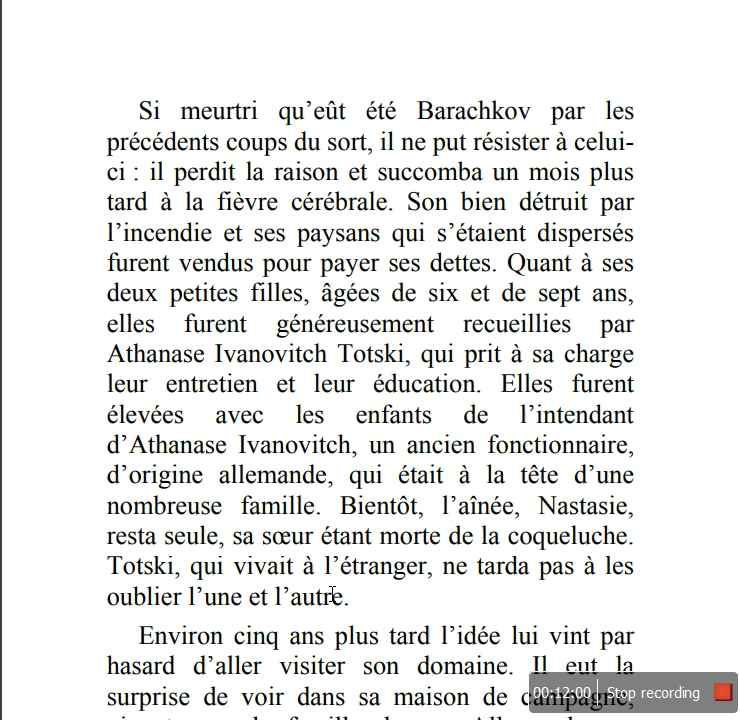 Si meurtri qu’eût été Barachkov par les
précédents coups du sort, il ne put résister à celui-
ci : il perdit la raison et succomba un mois plus
tard à la fièvre cérébrale. Son bien détruit par
l’incendie et ses paysans qui s’étaient dispersés
furent vendus pour payer ses dettes. Quant à ses
deux petites filles, âgées de six et de sept ans,
elles furent généreusement recueillies par
Athanase Ivanovitch Totski, qui prit à sa charge
leur entretien et leur éducation. Elles furent
élevées avec les enfants de l’intendant
d’Athanase Ivanovitch, un ancien fonctionnaire,
d’origine allemande, qui était à la tête d’une
nombreuse famille. Bientôt, l’aînée, Nastasie,
resta seule, sa sœur étant morte de la coqueluche.
Totski, qui vivait à l’étranger, ne tarda pas à les
oublier l’une et l’autre.
Environ cinq ans plus tard l’idée lui vint par
hasard d’aller visiter son domaine. Il eut la
surprise de voir dans sa maison de campagne,
00:12:00 Stop recording